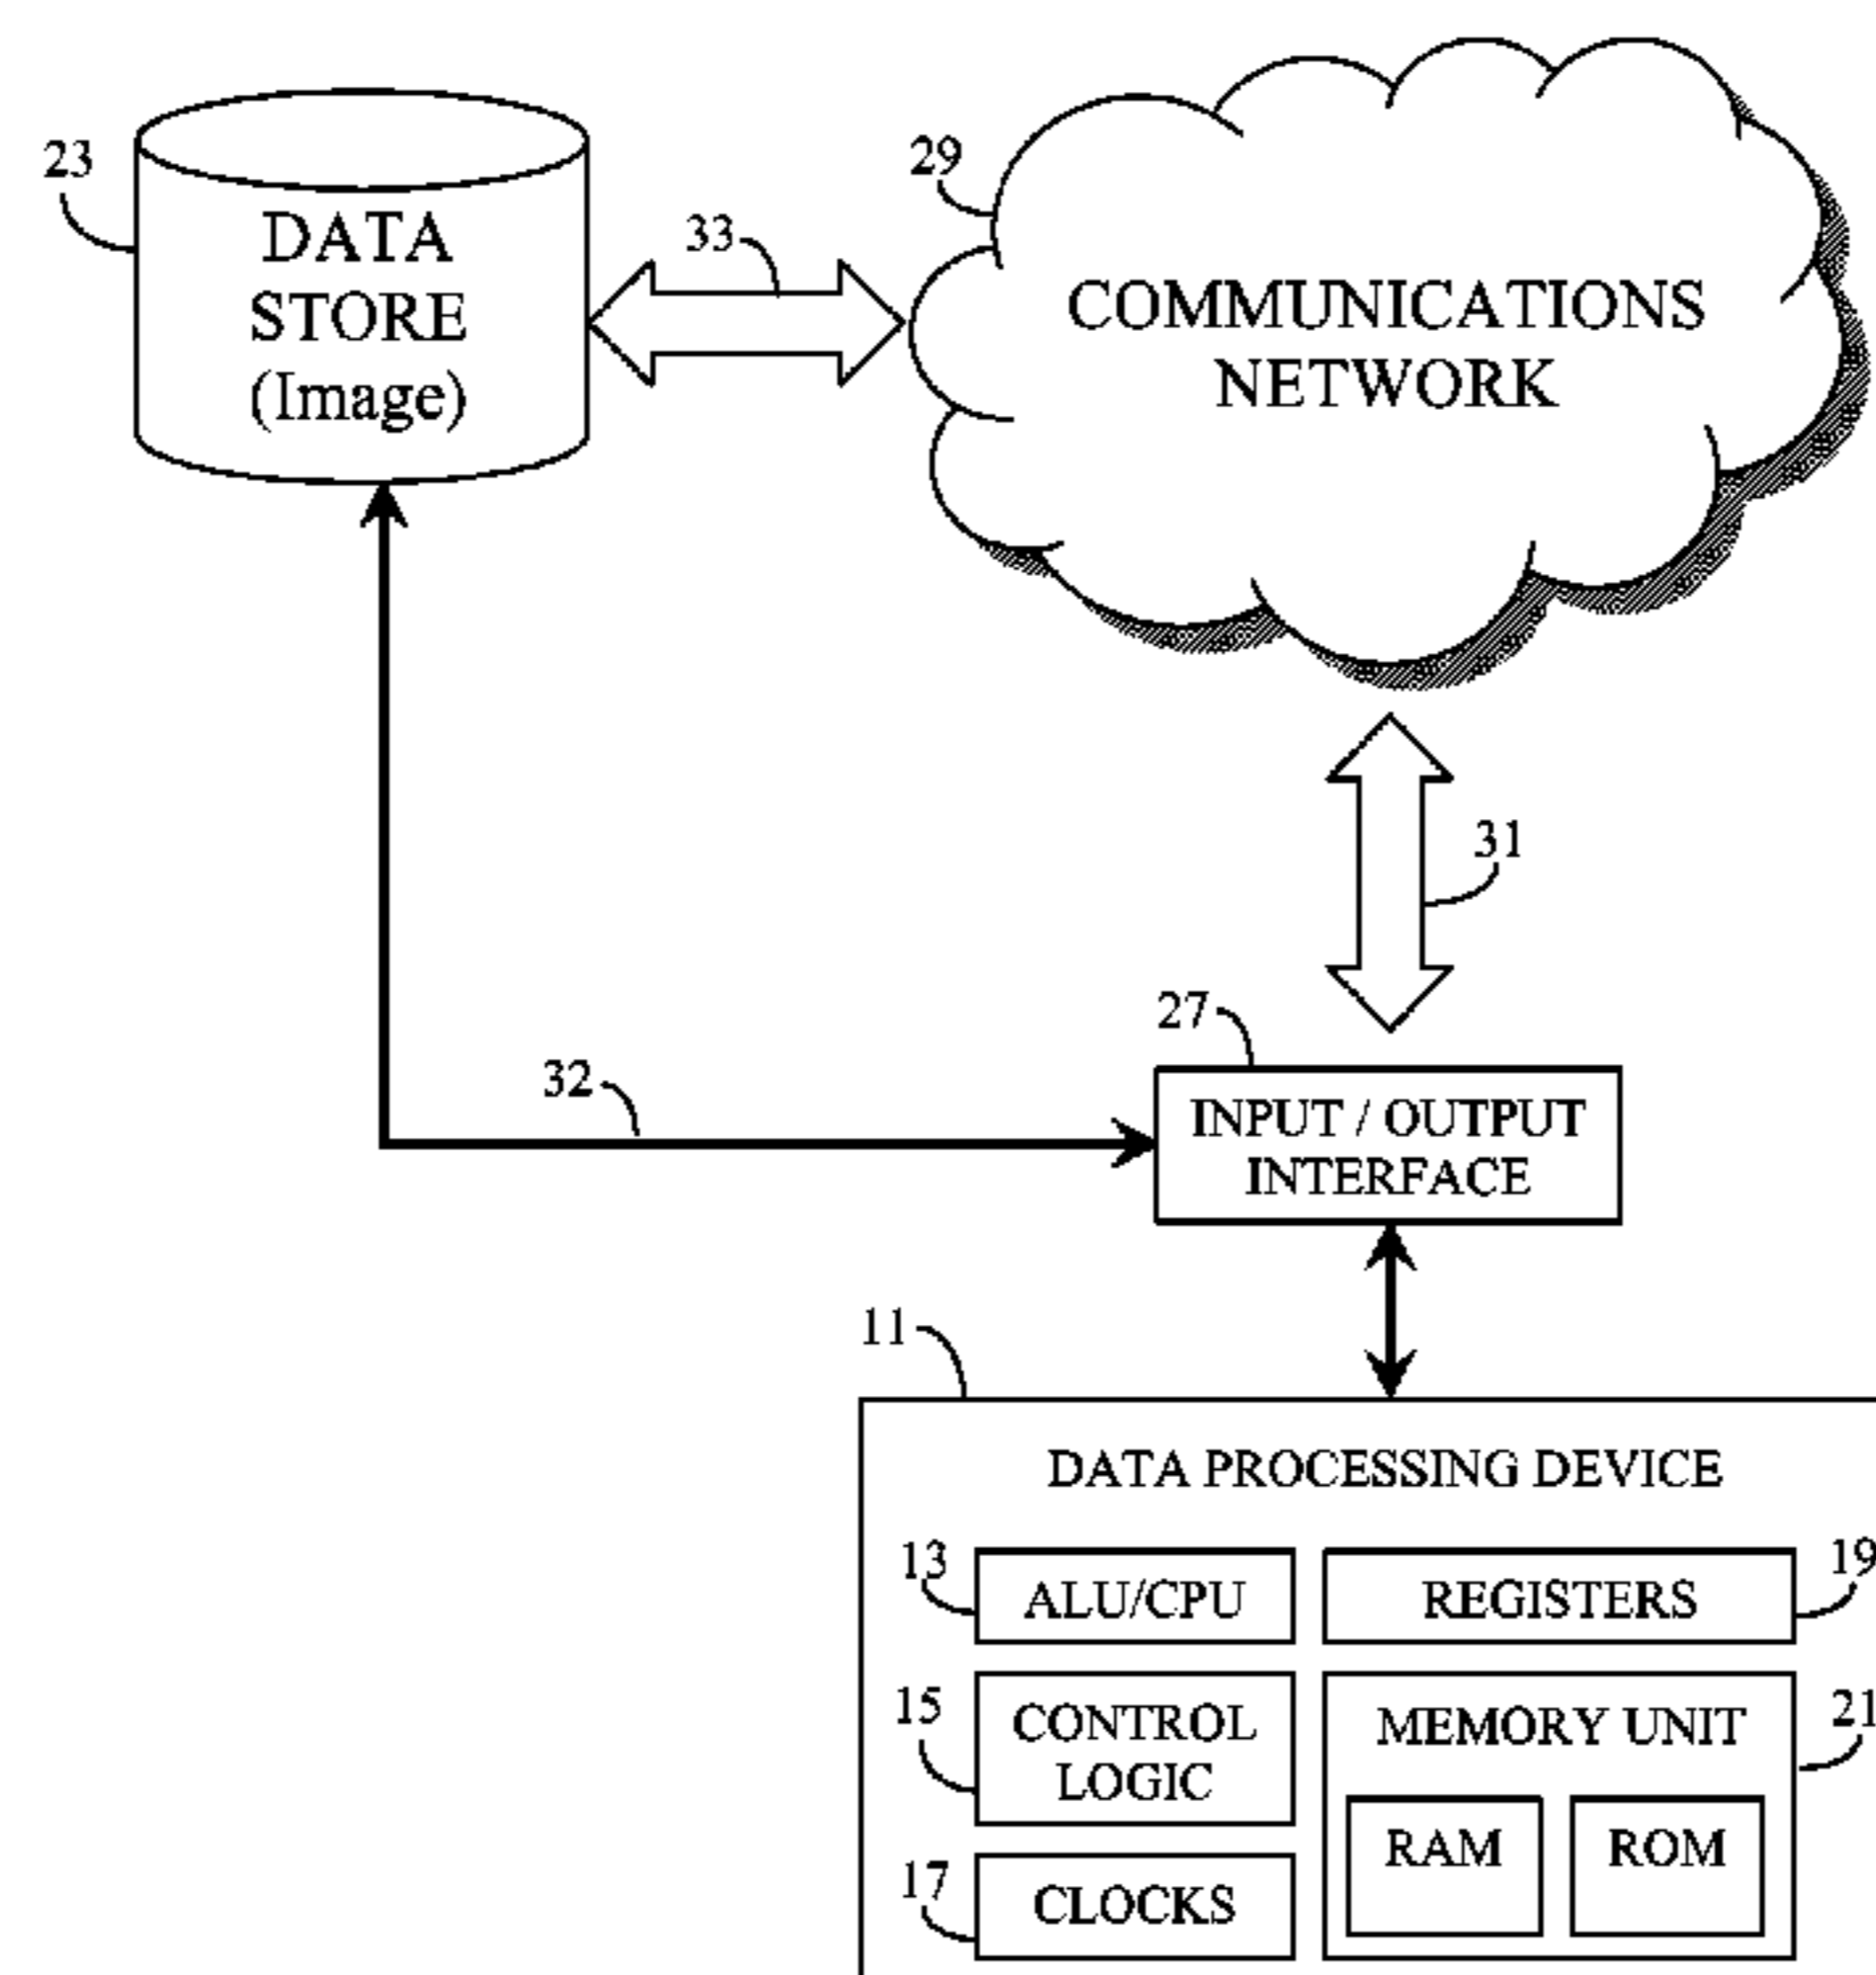 23
DATA
STORE
(Image)
33
29
COMMUNICATIONS
NETWORK
31
27
32
INPUT / OUTPUT
INTERFACE
11
DATA PROCESSING DEVICE
13
ALU/CPU
REGISTERS
19
15
CONTROL
LOGIC
MEMORY UNIT
21
RAM
ROM
17
CLOCKS